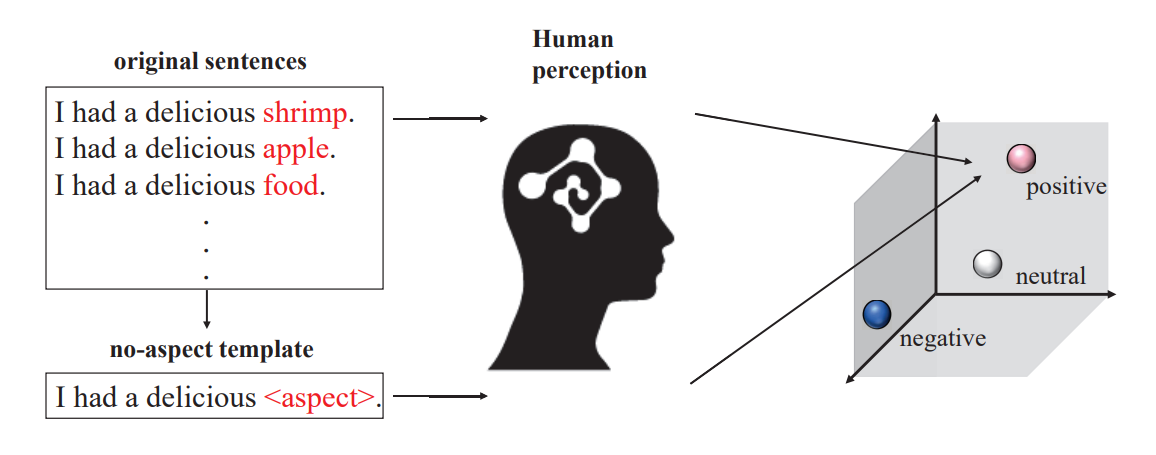 original sentences
I had a delicious shrimp.
I had a delicious apple.
I had a delicious food.
.
.
.
no-aspect template
I had a delicious <aspect>.
Human
perception
positive
neutral
negative